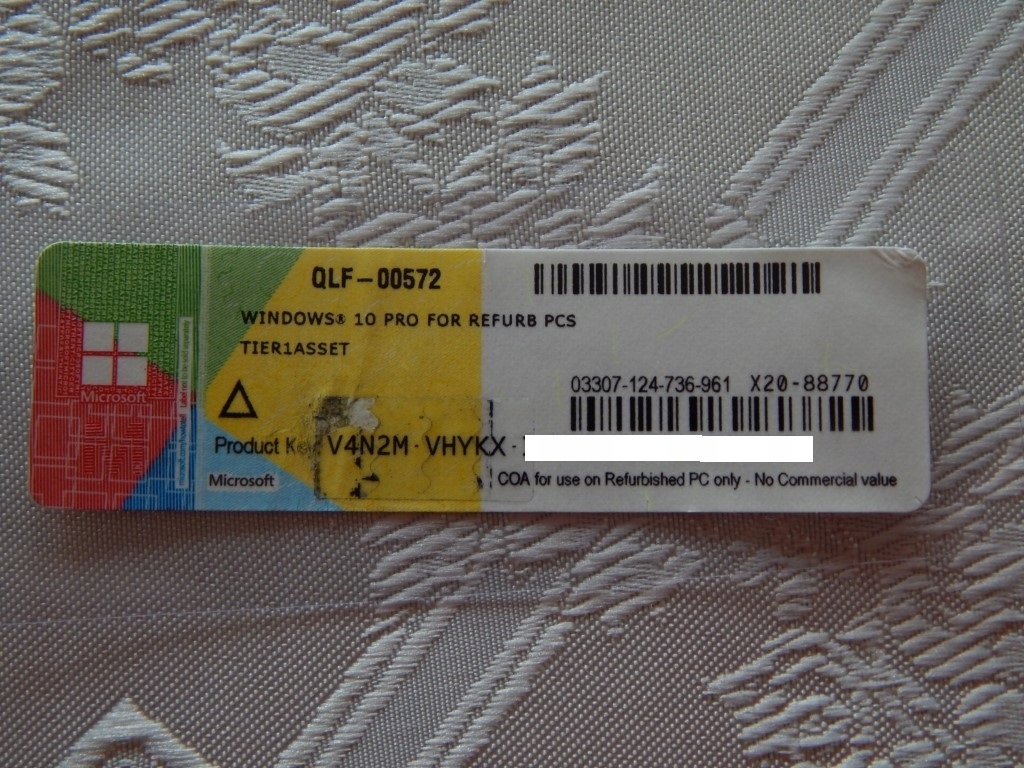 QLF-00572
WINDOWS® 10 PRO FOR REFURB PCS
TIER1ASSET
03307-124-736-961 X20-88770
Microsoft
Product Key V4N2M-VHYKX-
Microsoft
COA for use on Refurbished PC only - No Commercial value